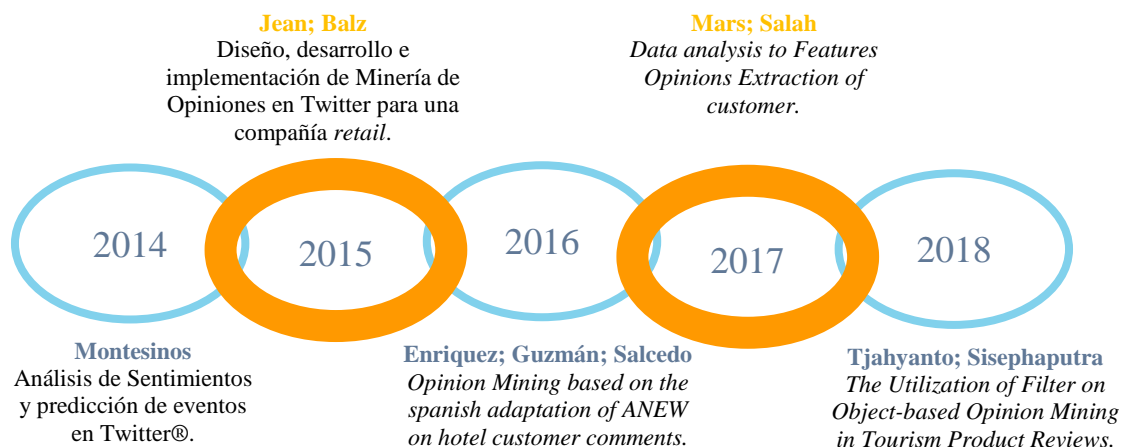 Jean; Balz
Diseño, desarrollo e
implementación de Minería de
Opiniones en Twitter para una
compañía retail.
Mars; Salah
Data analysis to Features
Opinions Extraction of
customer.
2014
2015
2016
2017
2018
Montesinos
Análisis de Sentimientos
y predicción de eventos
en Twitter®.
Enriquez; Guzmán; Salcedo
Opinion Mining based on the
spanish adaptation of ANEW
on hotel customer comments.
Tjahyanto; Sisephaputra
The Utilization of Filter on
Object-based Opinion Mining
in Tourism Product Reviews.